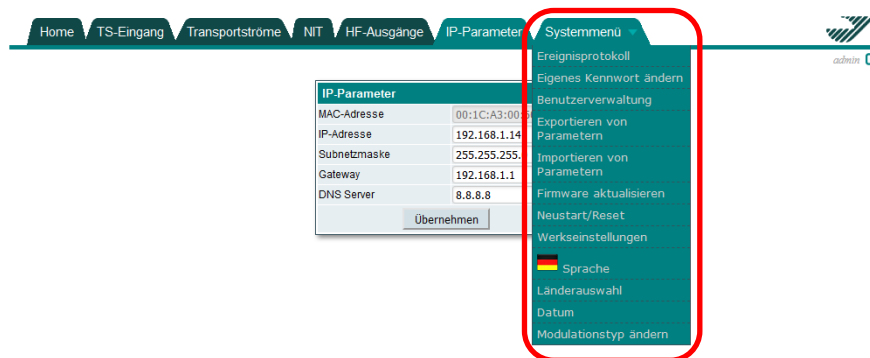 Home TS-Eingang Transportströme NIT HF-Ausgänge IP-Parameter Systemmenü
admin
Ereignisprotokoll
Eigenes Kennwort ändern
Benutzerverwaltung
Exportieren von
Parametern
Importieren von
Parametern
Firmware aktualisieren
Neustart/Reset
Werkseinstellungen
Sprache
Länderauswahl
Datum
Modulationstyp ändern
IP-Parameter
MAC-Adresse 00:1C:A3:00:
IP-Adresse 192.168.1.14
Subnetzmaske 255.255.255.
Gateway 192.168.1.1
DNS Server 8.8.8.8
Übernehmen